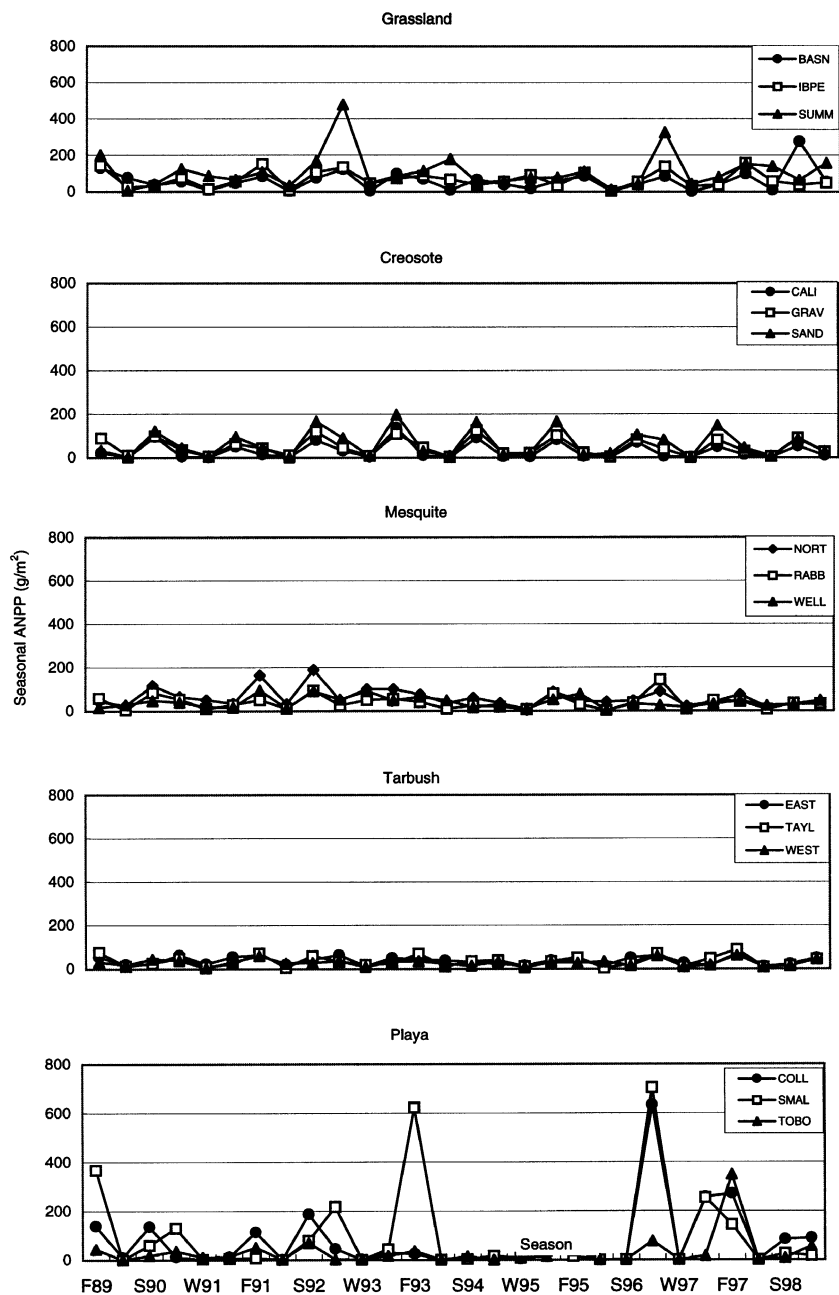 Grassland
800
600
400
200
0
BASN
IBPE
SUMM
Creosote
800
600
400
200
0
CALI
GRAV
SAND
Mesquite
800
600
400
200
0
NORT
RABB
WELL
Seasonal ANPP (g/m²)
Tarbush
800
600
400
200
0
EAST
TAYL
WEST
Playa
800
600
400
200
0
COLL
SMAL
TOBO
Season
F89 S90 W91 F91 S92 W93 F93 S94 W95 F95 S96 W97 F97 S98